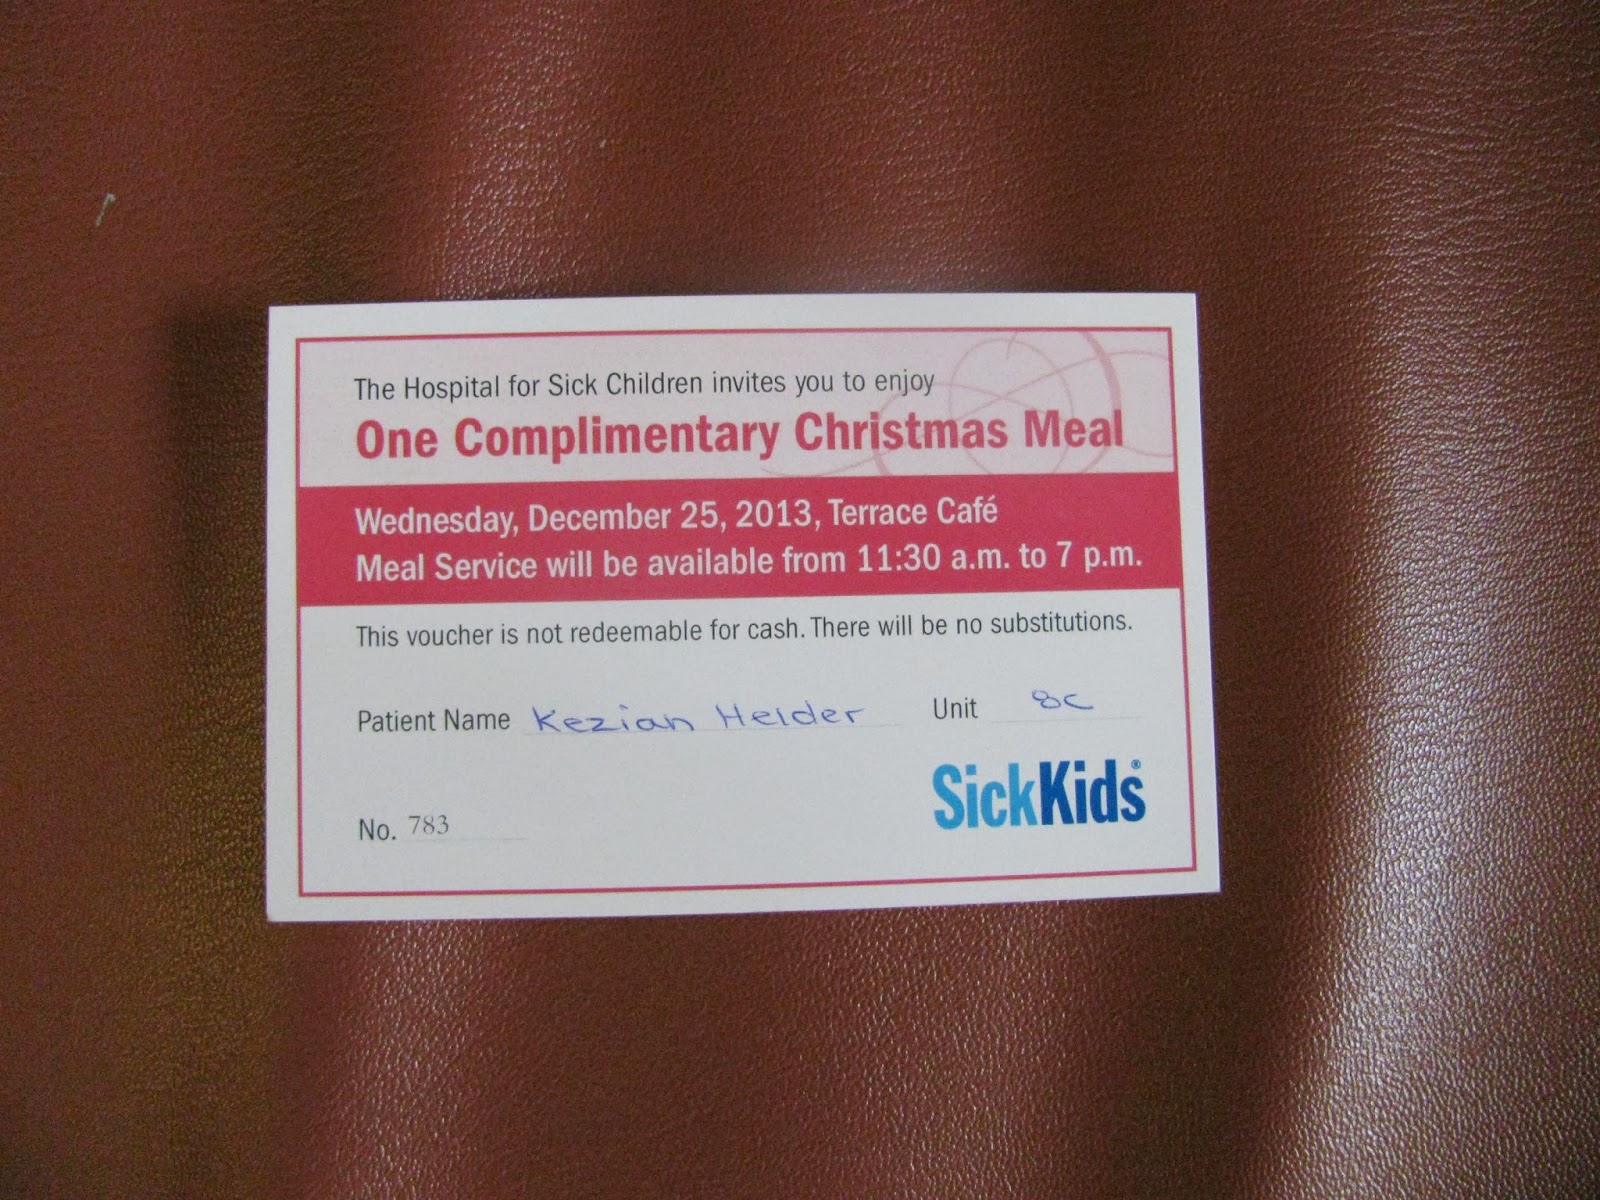 The Hospital for Sick Children invites you to enjoy
One Complimentary Christmas Meal
Wednesday, December 25, 2013, Terrace Café
Meal Service will be available from 11:30 a.m. to 7 p.m.
This voucher is not redeemable for cash. There will be no substitutions.
Patient Name Kezian Helder Unit 8C
SickKids®
No. 783